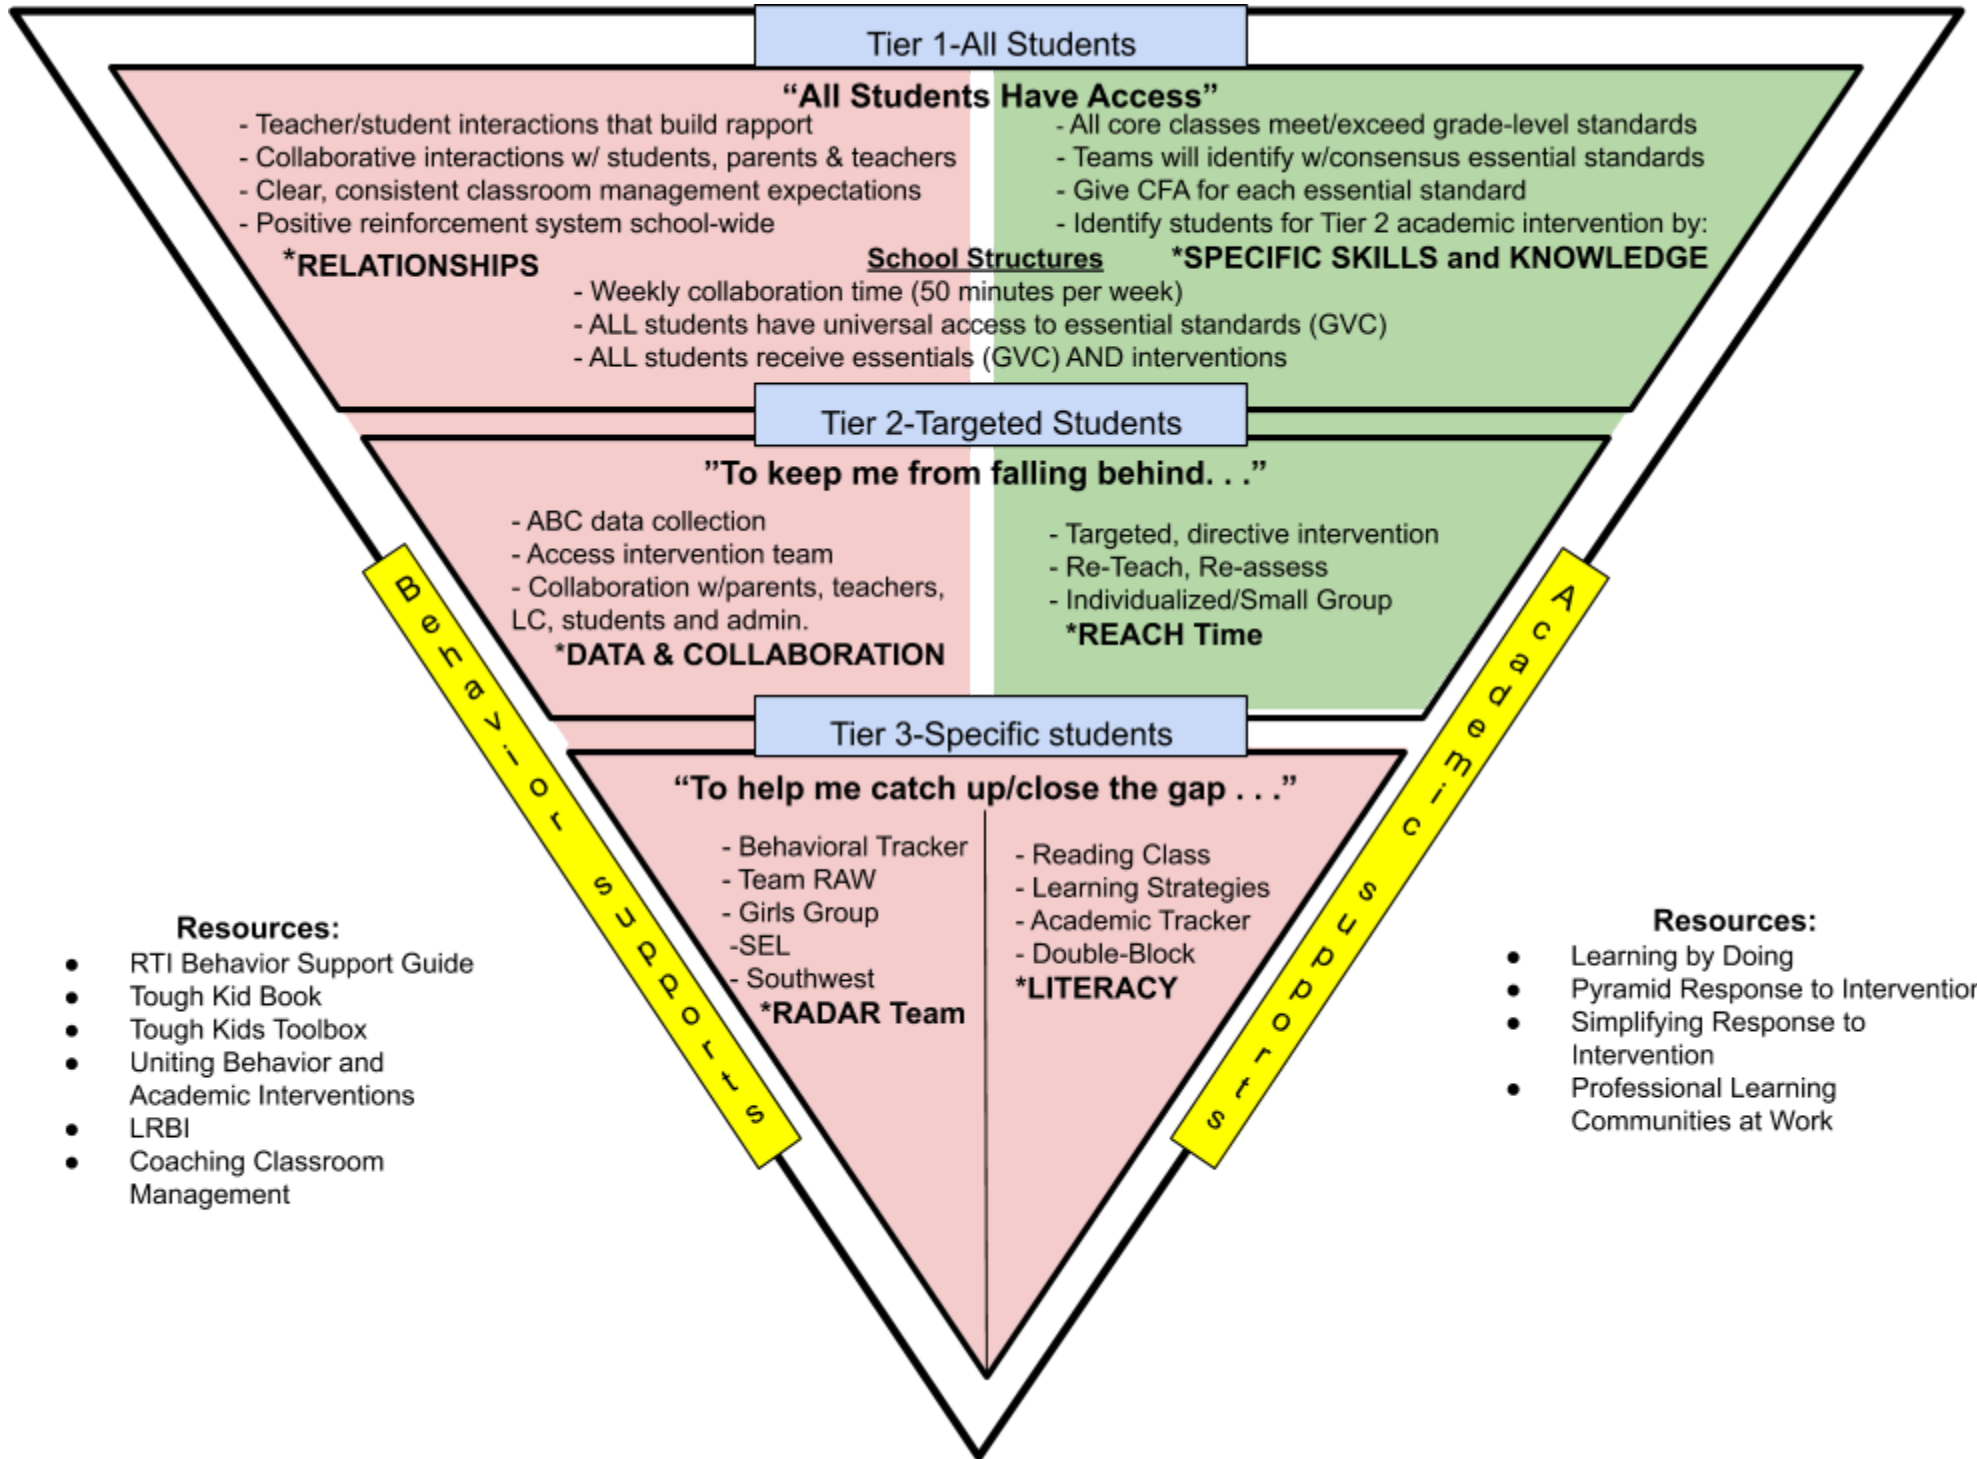 Tier 1-All Students
“All Students Have Access”
- Teacher/student interactions that build rapport
- Collaborative interactions w/ students, parents & teachers
- Clear, consistent classroom management expectations
- Positive reinforcement system school-wide
*RELATIONSHIPS
- All core classes meet/exceed grade-level standards
- Teams will identify w/consensus essential standards
- Give CFA for each essential standard
- Identify students for Tier 2 academic intervention by:
*SPECIFIC SKILLS and KNOWLEDGE
School Structures
- Weekly collaboration time (50 minutes per week)
- ALL students have universal access to essential standards (GVC)
- ALL students receive essentials (GVC) AND interventions
Tier 2-Targeted Students
”To keep me from falling behind. . .”
- ABC data collection
- Access intervention team
- Collaboration w/parents, teachers,
LC, students and admin.
*DATA & COLLABORATION
- Targeted, directive intervention
- Re-Teach, Re-assess
- Individualized/Small Group
*REACH Time
Tier 3-Specific students
“To help me catch up/close the gap . . .”
- Behavioral Tracker
- Team RAW
- Girls Group
-SEL
- Southwest
*RADAR Team
- Reading Class
- Learning Strategies
- Academic Tracker
- Double-Block
*LITERACY
Behavior supports
Academic supports
Resources:
● RTI Behavior Support Guide
● Tough Kid Book
● Tough Kids Toolbox
● Uniting Behavior and
Academic Interventions
● LRBI
● Coaching Classroom
Management
Resources:
● Learning by Doing
● Pyramid Response to Intervention
● Simplifying Response to
Intervention
● Professional Learning
Communities at Work